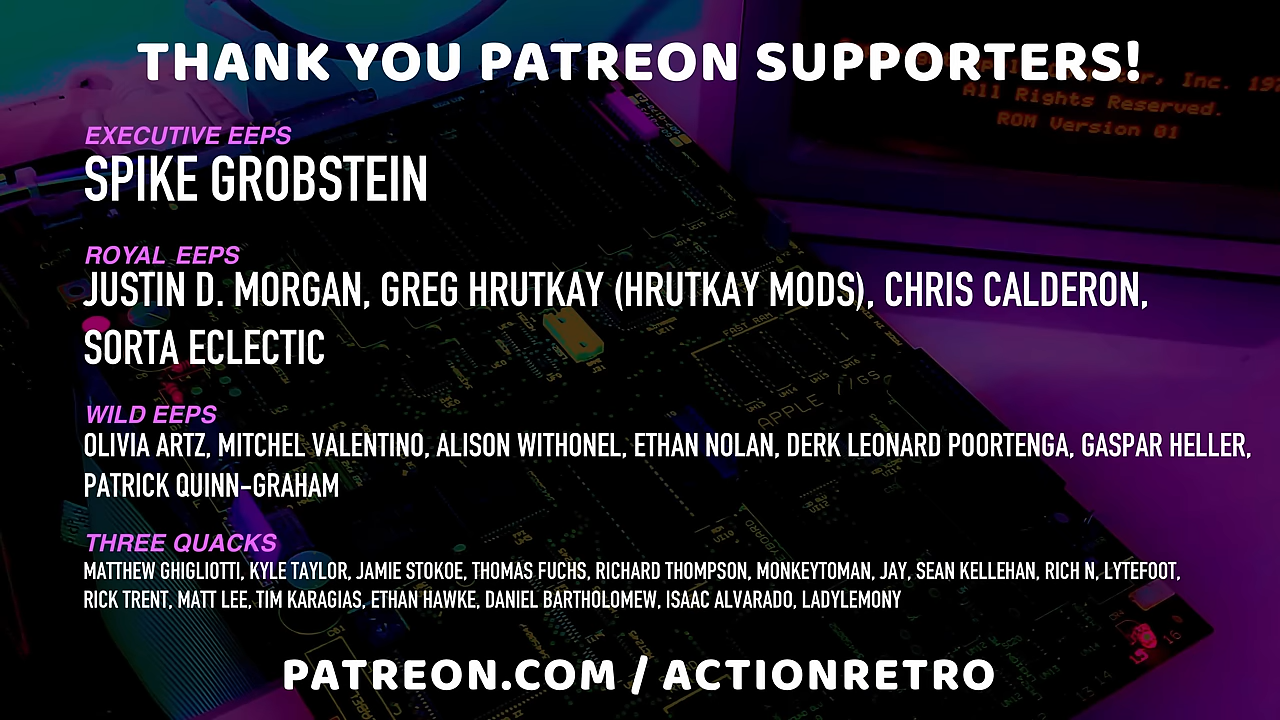 THANK YOU PATREON SUPPORTERS!
All Rights Reserved.
ROM Version 01
EXECUTIVE EEPS
SPIKE GROBSTEIN
ROYAL EEPS
JUSTIN D. MORGAN, GREG HRUTKAY (HRUTKAY MODS), CHRIS CALDERON,
SORTA ECLECTIC
FAST RAM
APPLE //GS
WILD EEPS
OLIVIA ARTZ, MITCHEL VALENTINO, ALISON WITHONEL, ETHAN NOLAN, DERK LEONARD POORTENGA, GASPAR HELLER,
PATRICK QUINN-GRAHAM
THREE QUACKS
MATTHEW GHIGLIOTTI, KYLE TAYLOR, JAMIE STOKOE, THOMAS FUCHS, RICHARD THOMPSON, MONKEYTOMAN, JAY, SEAN KELLEHAN, RICH N, LYTEFOOT,
RICK TRENT, MATT LEE, TIM KARAGIAS, ETHAN HAWKE, DANIEL BARTHOLOMEW, ISAAC ALVARADO, LADYLEMONY
PATREON.COM / ACTIONRETRO